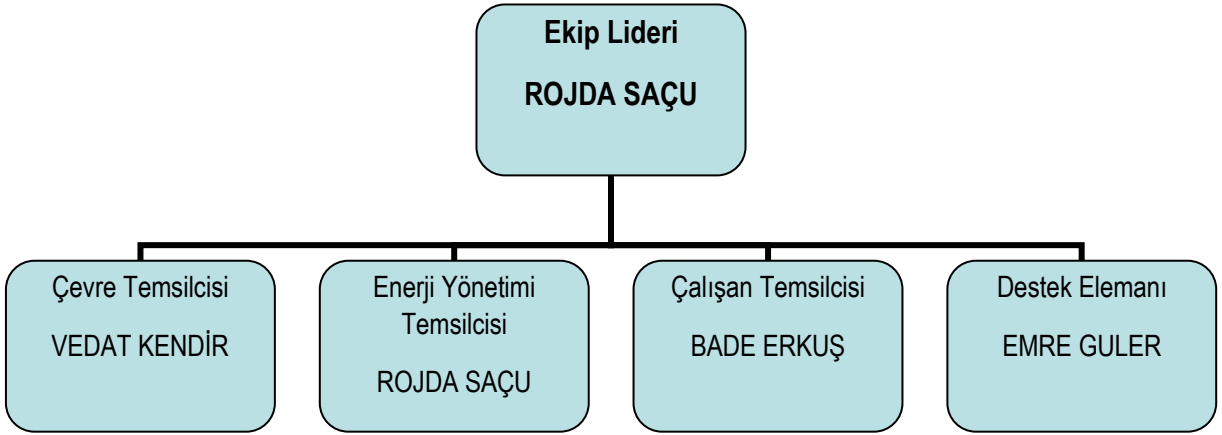 Ekip Lideri
ROJDA SAÇU
Çevre Temsilcisi
VEDAT KENDİR
Enerji Yönetimi
Temsilcisi
ROJDA SAÇU
Çalışan Temsilcisi
BADE ERKUŞ
Destek Elemanı
EMRE GULER